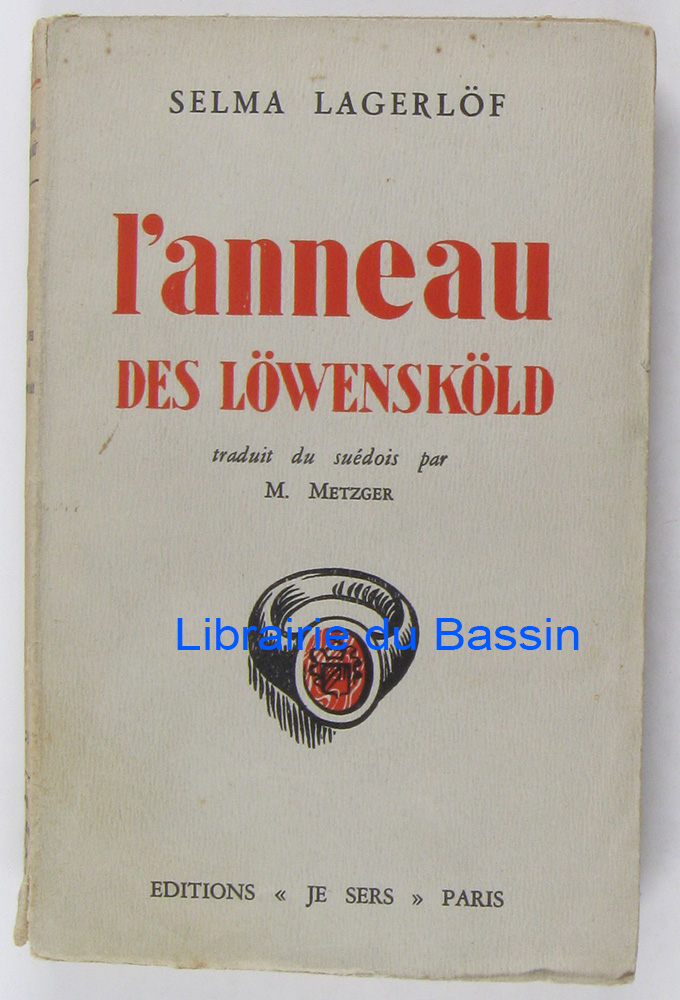 SELMA LAGERLÖF
l'anneau
DES LÖWENSKÖLD
traduit du suédois par
M. METZGER
Librairie du Bassin
EDITIONS « JE SERS » PARIS